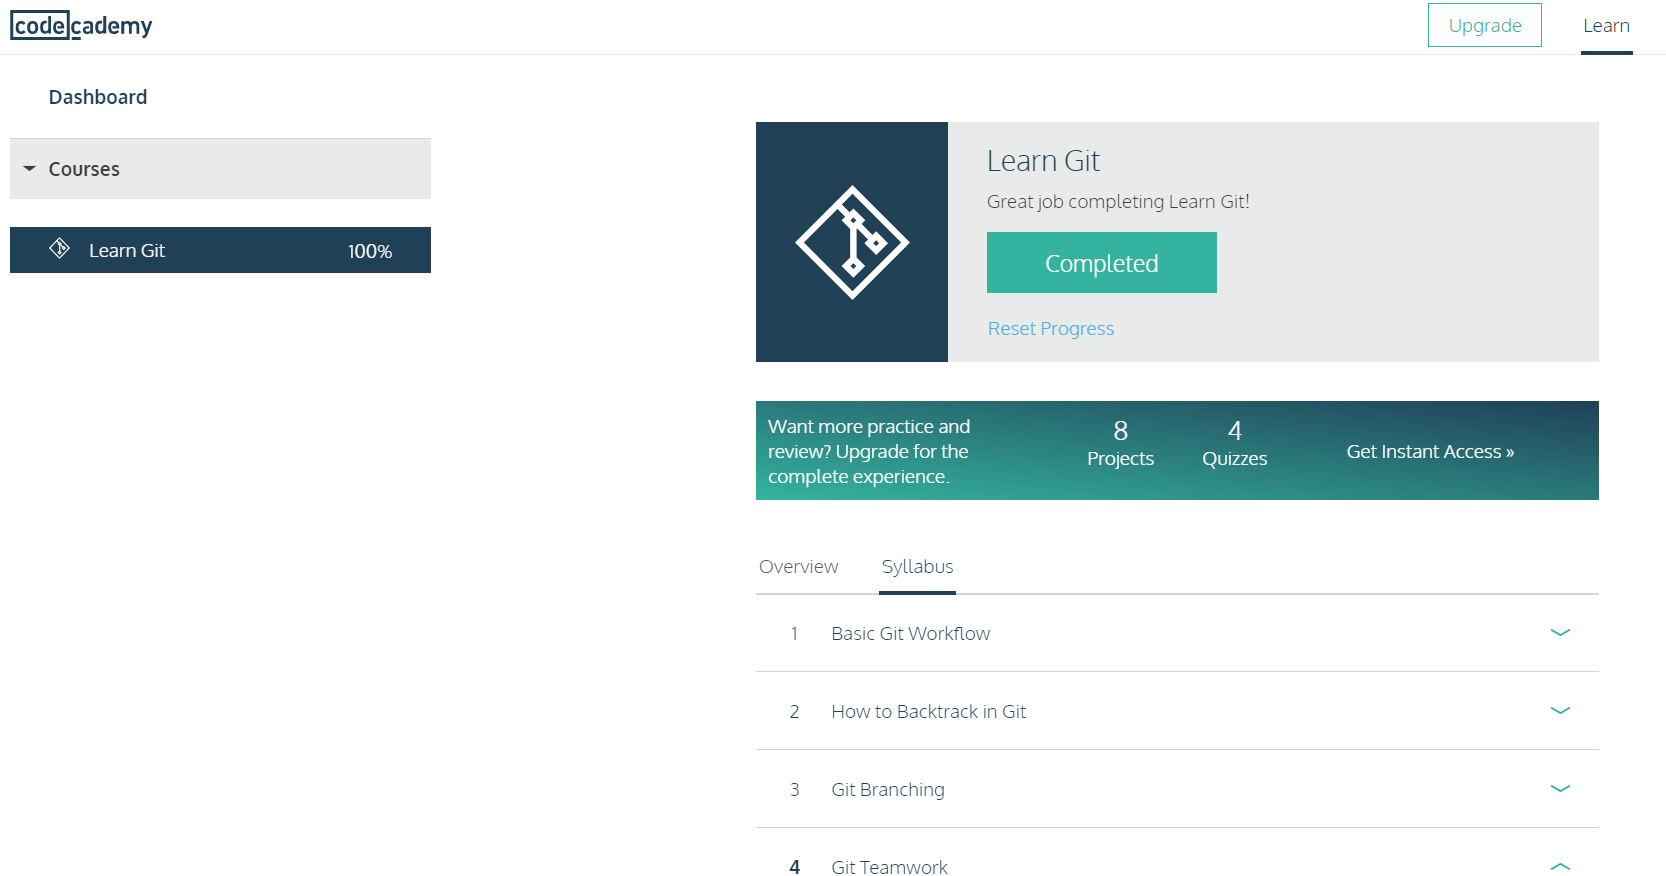 codecademy
Upgrade
Learn
Dashboard
Courses
Learn Git 100%
Learn Git
Great job completing Learn Git!
Completed
Reset Progress
Want more practice and
review? Upgrade for the
complete experience.
8
Projects
4
Quizzes
Get Instant Access »
Overview
Syllabus
1 Basic Git Workflow
2 How to Backtrack in Git
3 Git Branching
4 Git Teamwork